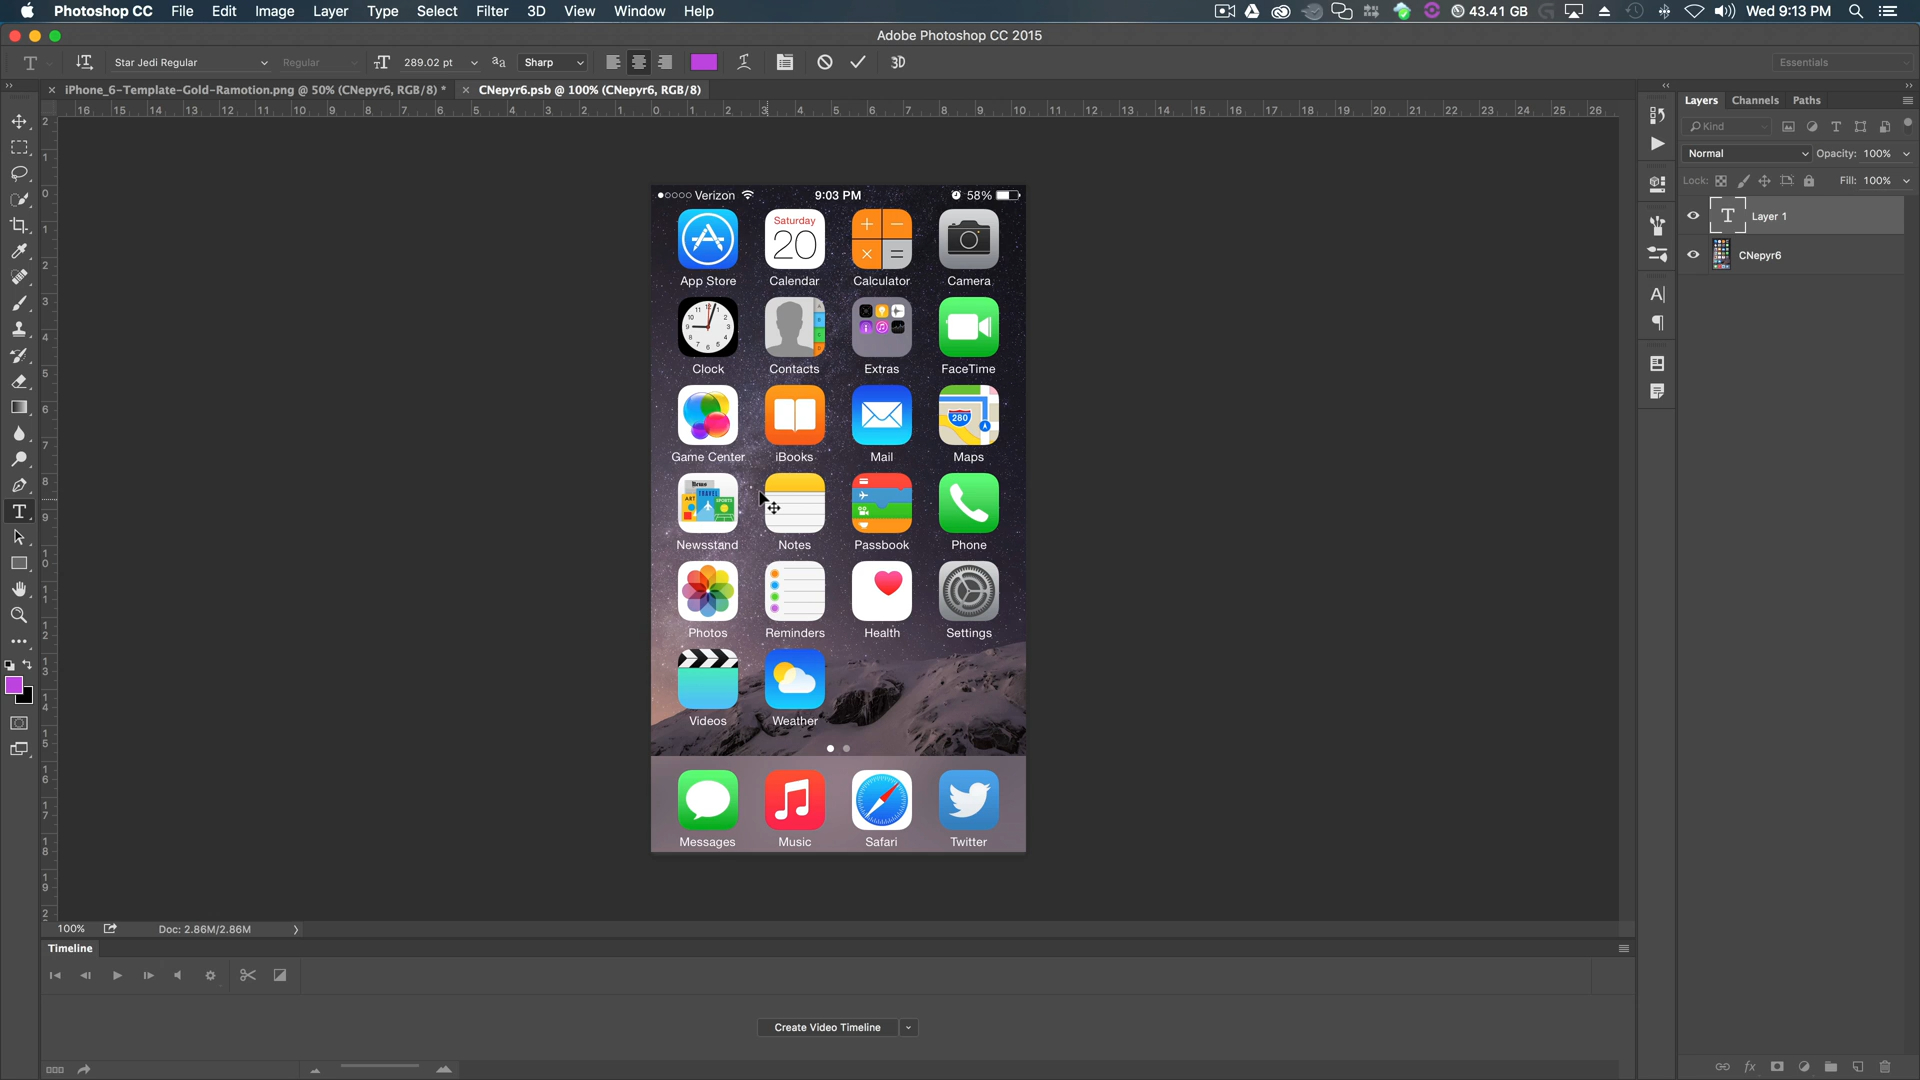 Photoshop CC File Edit Image Layer Type Select Filter 3D View Window Help 43.41 GB Wed 9:13 PM
Adobe Photoshop CC 2015
Star Jedi Regular Regular 289.02 pt Sharp 3D Essentials
iPhone_6-Template-Gold-Ramotion.png @ 50% (CNepyr6, RGB/8) * CNepyr6.psb @ 100% (CNepyr6, RGB/8)
Layers Channels Paths
Kind
Normal Opacity: 100%
Lock: Fill: 100%
Layer 1
CNepyr6
Verizon 9:03 PM 58%
Saturday
20
App Store Calendar Calculator Camera
Clock Contacts Extras FaceTime
280
Game Center iBooks Mail Maps
News
ART TRAVEL SPORTS
Newsstand Notes Passbook Phone
Photos Reminders Health Settings
Videos Weather
Messages Music Safari Twitter
100% Doc: 2.86M/2.86M
Timeline
Create Video Timeline